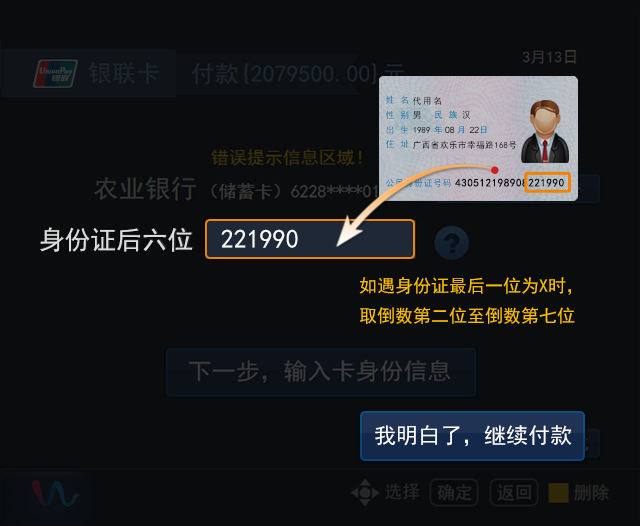 3月13日
UnionPay
银联
银联卡
付款{2079500.00}元
姓 名 代用名
性 别 男 民 族 汉
出 生 1989 年 08 月 22日
住 址 广西省欢乐市幸福路168号
错误提示信息区域!
农业银行（储蓄卡）6228****01
公民身份证号码 430512198908221990
身份证后六位 221990 ?
如遇身份证最后一位为X时,
取倒数第二位至倒数第七位
下一步, 输入卡身份信息
我明白了, 继续付款
选择 确定 返回 删除